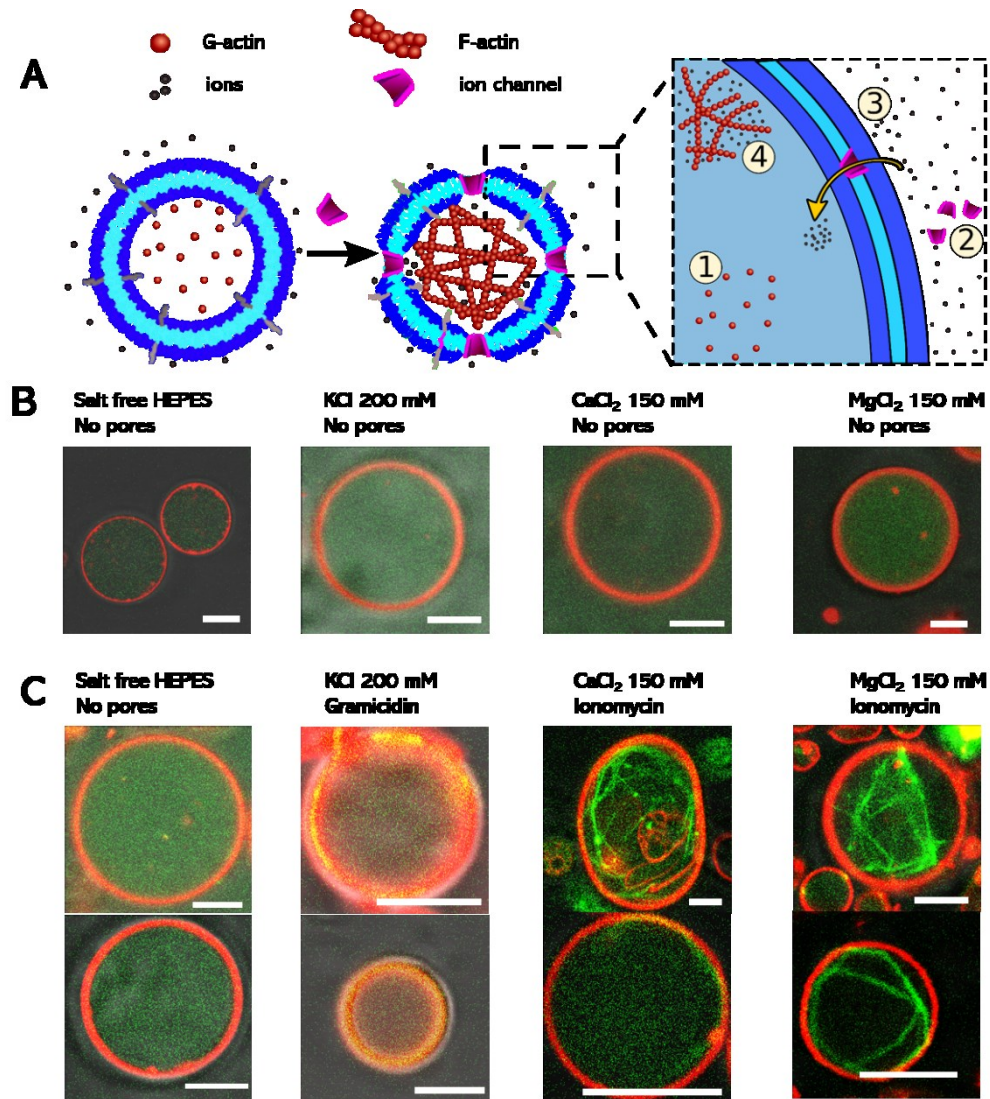 G-actin
F-actin
A
ions
ion channel
3
4
2
1
B
Salt free HEPES
No pores
KCl 200 mM
No pores
CaCl₂ 150 mM
No pores
MgCl₂ 150 mM
No pores
C
Salt free HEPES
No pores
KCl 200 mM
Gramicidin
CaCl₂ 150 mM
Ionomycin
MgCl₂ 150 mM
Ionomycin